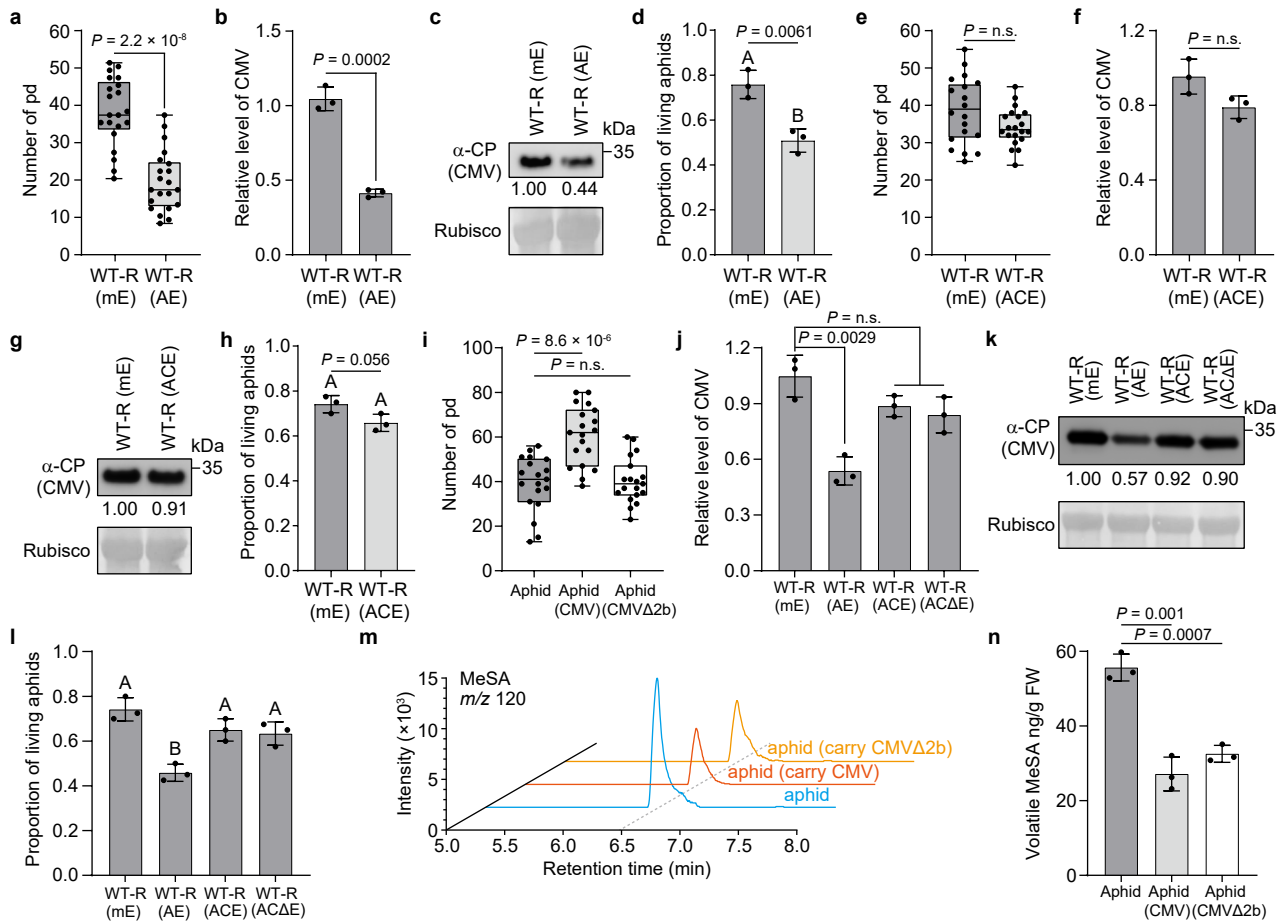 a
P = 2.2 × 10⁻⁸
Number of pd
60
50
40
30
20
10
0
WT-R
(mE)
WT-R
(AE)
b
P = 0.0002
Relative level of CMV
1.5
1.0
0.5
0.0
WT-R
(mE)
WT-R
(AE)
c
WT-R (mE)
WT-R (AE)
kDa
35
α-CP
(CMV)
1.00 0.44
Rubisco
d
P = 0.0061
Proportion of living aphids
1.0
0.8
0.6
0.4
0.2
0.0
A
B
WT-R
(mE)
WT-R
(AE)
e
P = n.s.
Number of pd
60
50
40
30
20
10
0
WT-R
(mE)
WT-R
(ACE)
f
P = n.s.
Relative level of CMV
1.2
0.8
0.4
0.0
WT-R
(mE)
WT-R
(ACE)
g
WT-R (mE)
WT-R (ACE)
kDa
35
α-CP
(CMV)
1.00 0.91
Rubisco
h
P = 0.056
Proportion of living aphids
1.0
0.8
0.6
0.4
0.2
0.0
A
A
WT-R
(mE)
WT-R
(ACE)
i
P = 8.6 × 10⁻⁶
P = n.s.
Number of pd
100
80
60
40
20
0
Aphid
Aphid
(CMV)
Aphid
(CMVΔ2b)
j
P = n.s.
P = 0.0029
Relative level of CMV
1.2
0.9
0.6
0.3
0.0
WT-R
(mE)
WT-R
(AE)
WT-R
(ACE)
WT-R
(ACΔE)
k
WT-R
(mE)
WT-R
(AE)
WT-R
(ACE)
WT-R
(ACΔE)
kDa
35
α-CP
(CMV)
1.00 0.57 0.92 0.90
Rubisco
l
Proportion of living aphids
1.0
0.8
0.6
0.4
0.2
0.0
A
B
A
A
WT-R
(mE)
WT-R
(AE)
WT-R
(ACE)
WT-R
(ACΔE)
m
MeSA
m/z 120
Intensity (×10³)
15
10
5
0
aphid (carry CMVΔ2b)
aphid (carry CMV)
aphid
5.0 5.5 6.0 6.5 7.0 7.5 8.0
Retention time (min)
n
P = 0.001
P = 0.0007
Volatile MeSA ng/g FW
60
40
20
0
Aphid
Aphid
(CMV)
Aphid
(CMVΔ2b)